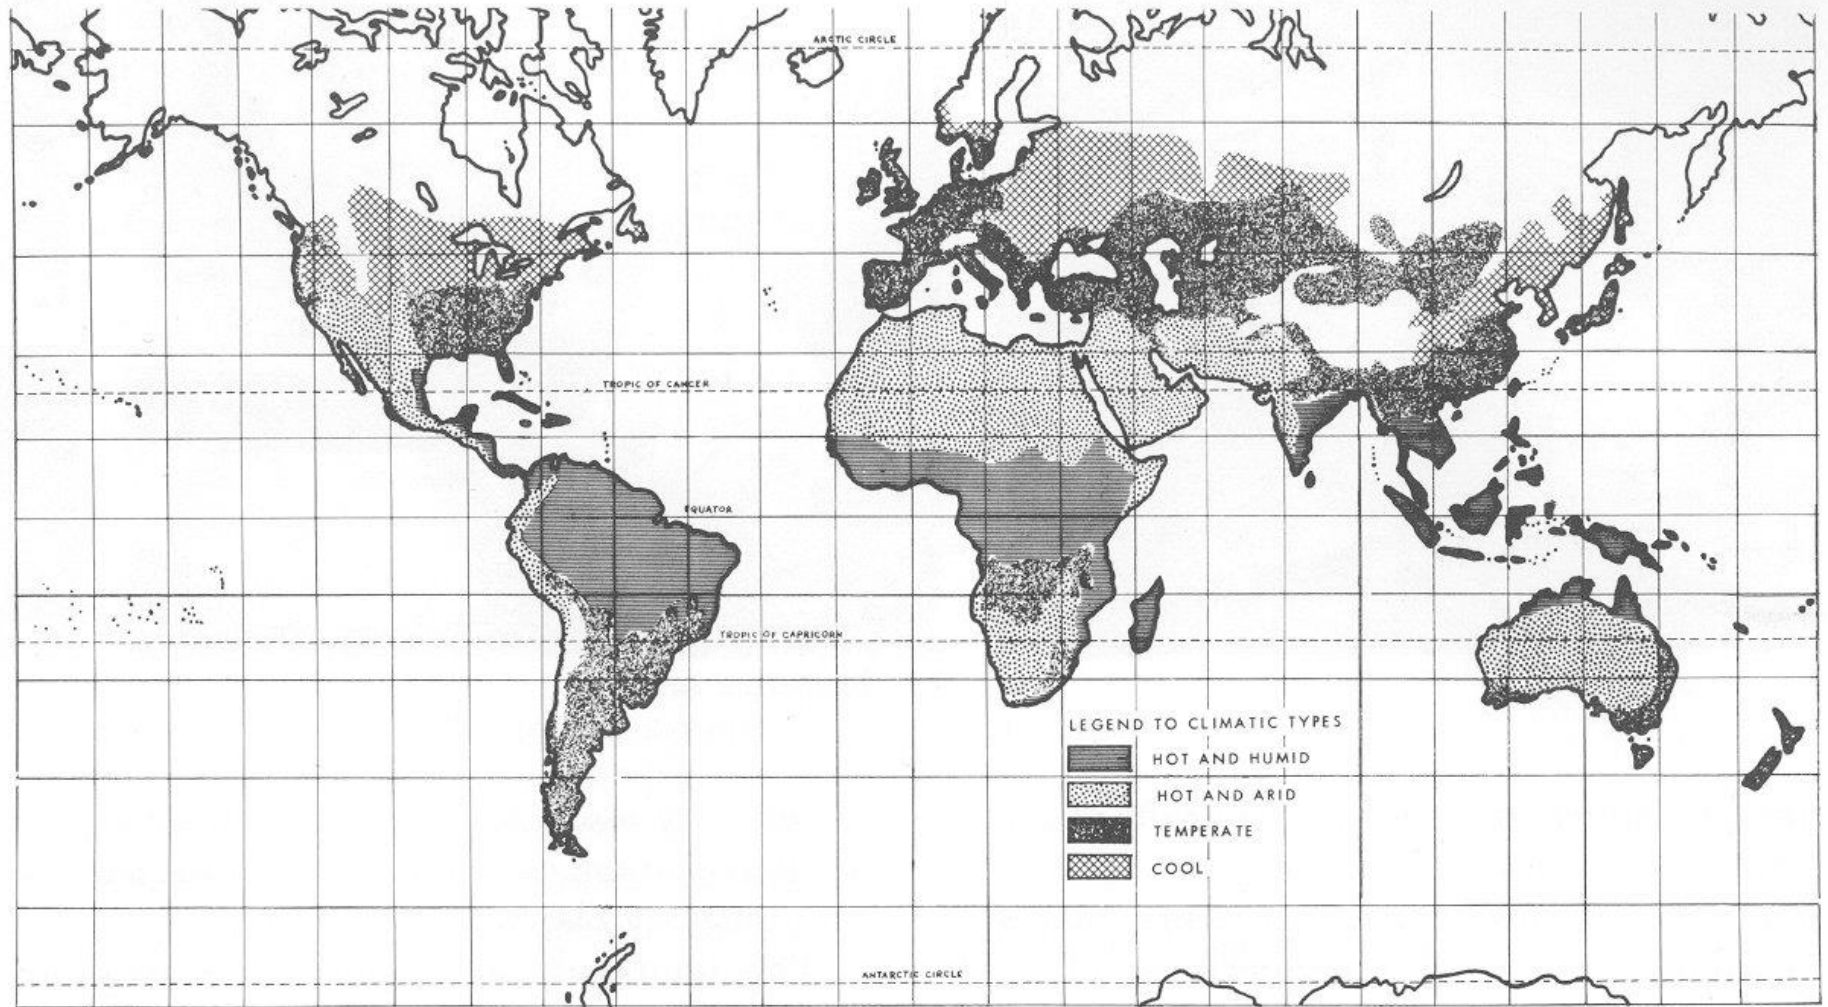 ARCTIC CIRCLE
TROPIC OF CANCER
EQUATOR
TROPIC OF CAPRICORN
LEGEND TO CLIMATIC TYPES
HOT AND HUMID
HOT AND ARID
TEMPERATE
COOL
ANTARCTIC CIRCLE